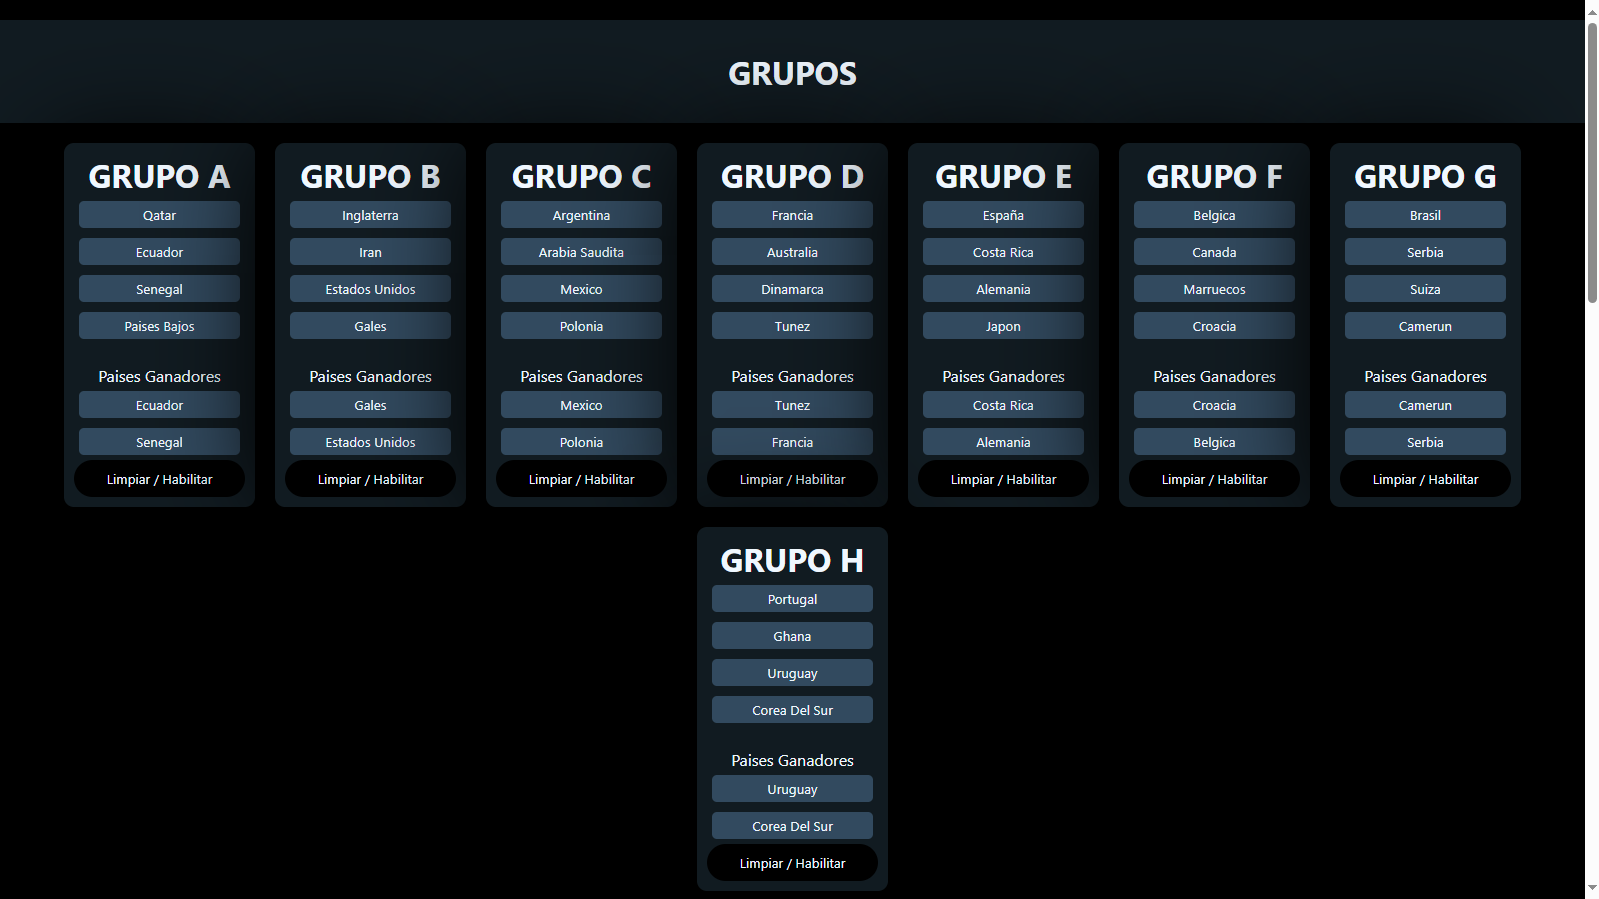 GRUPOS
GRUPO A
Qatar
Ecuador
Senegal
Paises Bajos
Paises Ganadores
Ecuador
Senegal
Limpiar / Habilitar
GRUPO B
Inglaterra
Iran
Estados Unidos
Gales
Paises Ganadores
Gales
Estados Unidos
Limpiar / Habilitar
GRUPO C
Argentina
Arabia Saudita
Mexico
Polonia
Paises Ganadores
Mexico
Polonia
Limpiar / Habilitar
GRUPO D
Francia
Australia
Dinamarca
Tunez
Paises Ganadores
Tunez
Francia
Limpiar / Habilitar
GRUPO E
España
Costa Rica
Alemania
Japon
Paises Ganadores
Costa Rica
Alemania
Limpiar / Habilitar
GRUPO F
Belgica
Canada
Marruecos
Croacia
Paises Ganadores
Croacia
Belgica
Limpiar / Habilitar
GRUPO G
Brasil
Serbia
Suiza
Camerun
Paises Ganadores
Camerun
Serbia
Limpiar / Habilitar
GRUPO H
Portugal
Ghana
Uruguay
Corea Del Sur
Paises Ganadores
Uruguay
Corea Del Sur
Limpiar / Habilitar